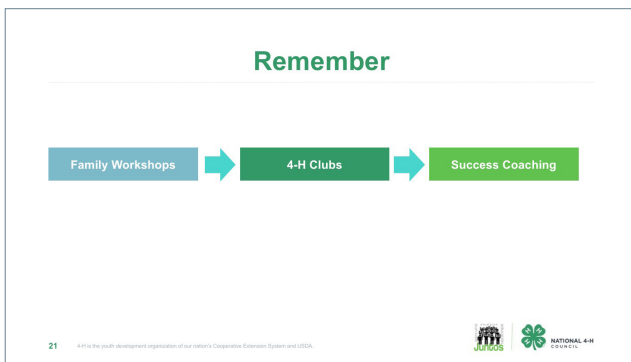 Remember
Family Workshops
4-H Clubs
Success Coaching
21
4-H is the youth development organization of our nation's Cooperative Extension System and USDA.
Juntos
NATIONAL 4-H
COUNCIL